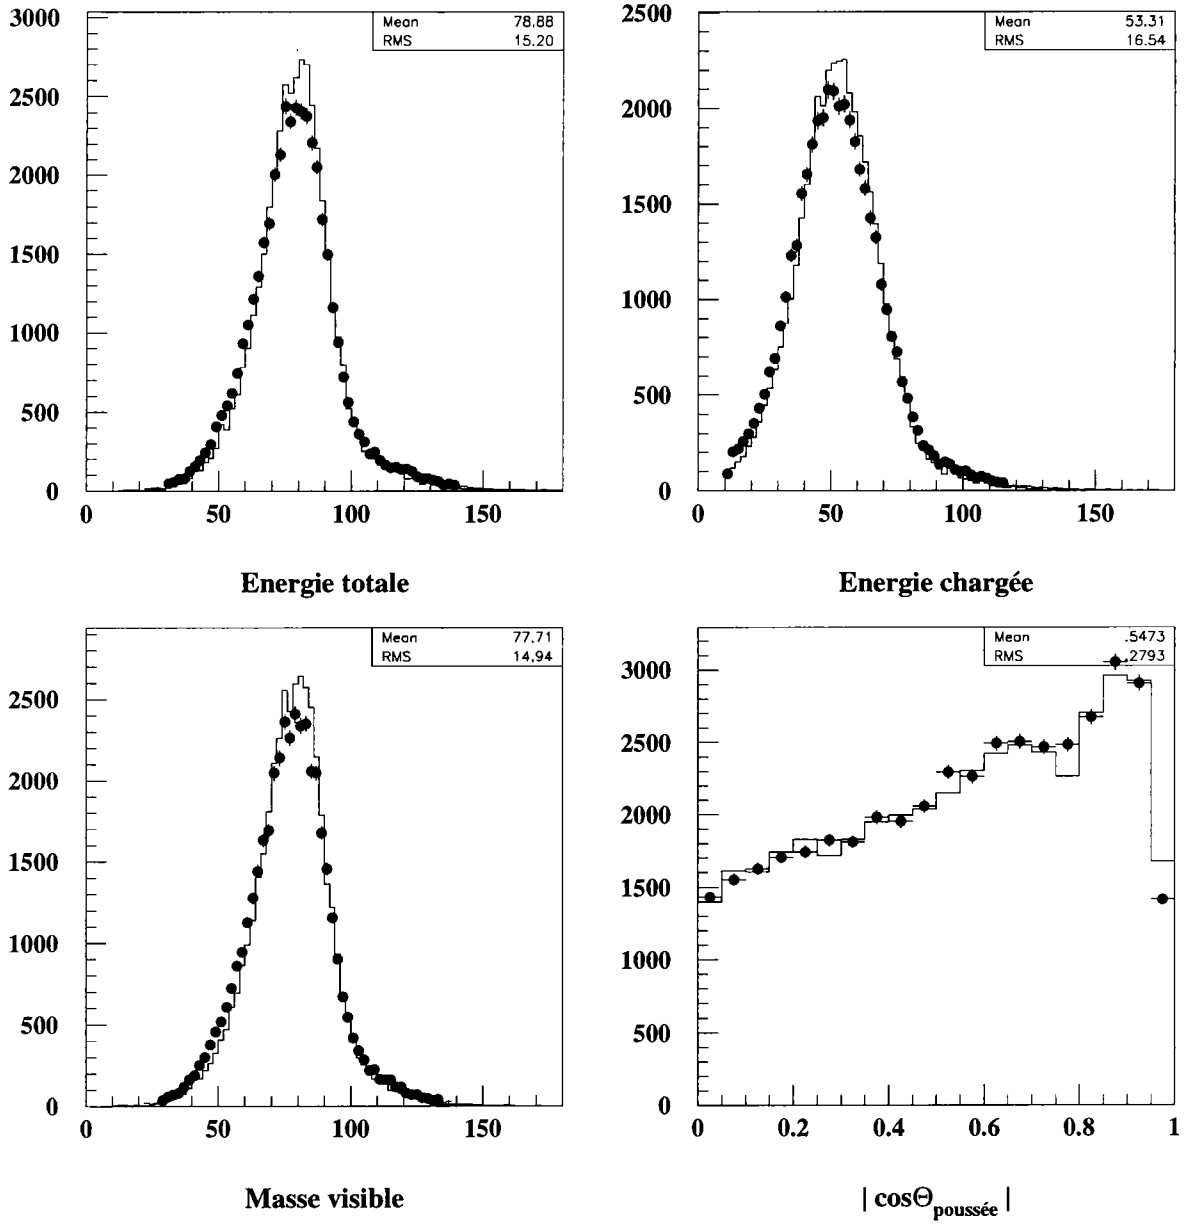 Mean 78.88
RMS 15.20
3000
2500
2000
1500
1000
500
0
0 50 100 150
Energie totale
Mean 53.31
RMS 16.54
2500
2000
1500
1000
500
0
0 50 100 150
Energie chargée
Mean 77.71
RMS 14.94
2500
2000
1500
1000
500
0
0 50 100 150
Masse visible
Mean .5473
RMS .2793
3000
2500
2000
1500
1000
500
0
0 0.2 0.4 0.6 0.8 1
| cosΘpoussée |